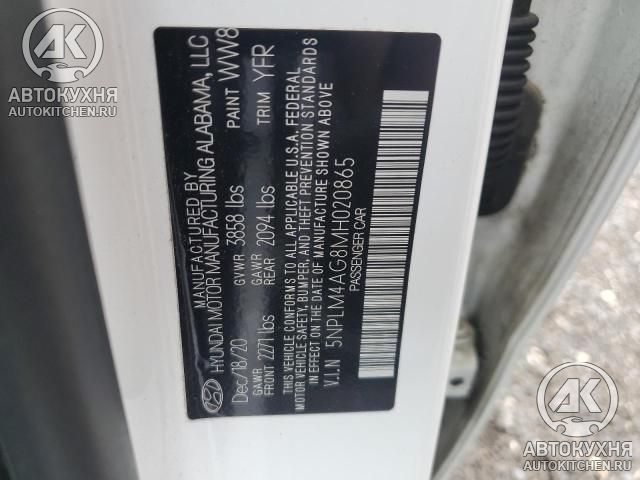 MANUFACTURED BY
HYUNDAI MOTOR MANUFACTURING ALABAMA, LLC
Dec/18/20 GVWR 3858 lbs PAINT WW8
GAWR FRONT 2271 lbs GAWR REAR 2094 lbs TRIM YFR
THIS VEHICLE CONFORMS TO ALL APPLICABLE U.S.A. FEDERAL
MOTOR VEHICLE SAFETY, BUMPER, AND THEFT PREVENTION STANDARDS
IN EFFECT ON THE DATE OF MANUFACTURE SHOWN ABOVE
V.I.N 5NPLM4AG8MH020865
PASSENGER CAR
АК
АВТОКУХНЯ
AUTOKITCHEN.RU
АК
АВТОКУХНЯ
AUTOKITCHEN.RU